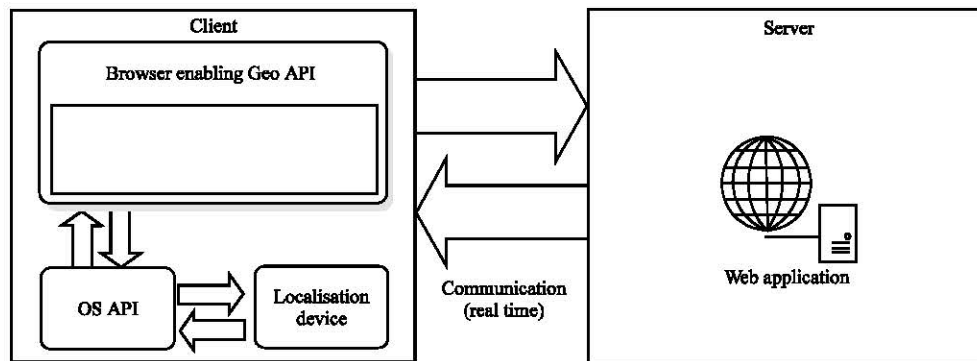 Client
Server
Browser enabling Geo API
OS API
Localisation
device
Communication
(real time)
Web application